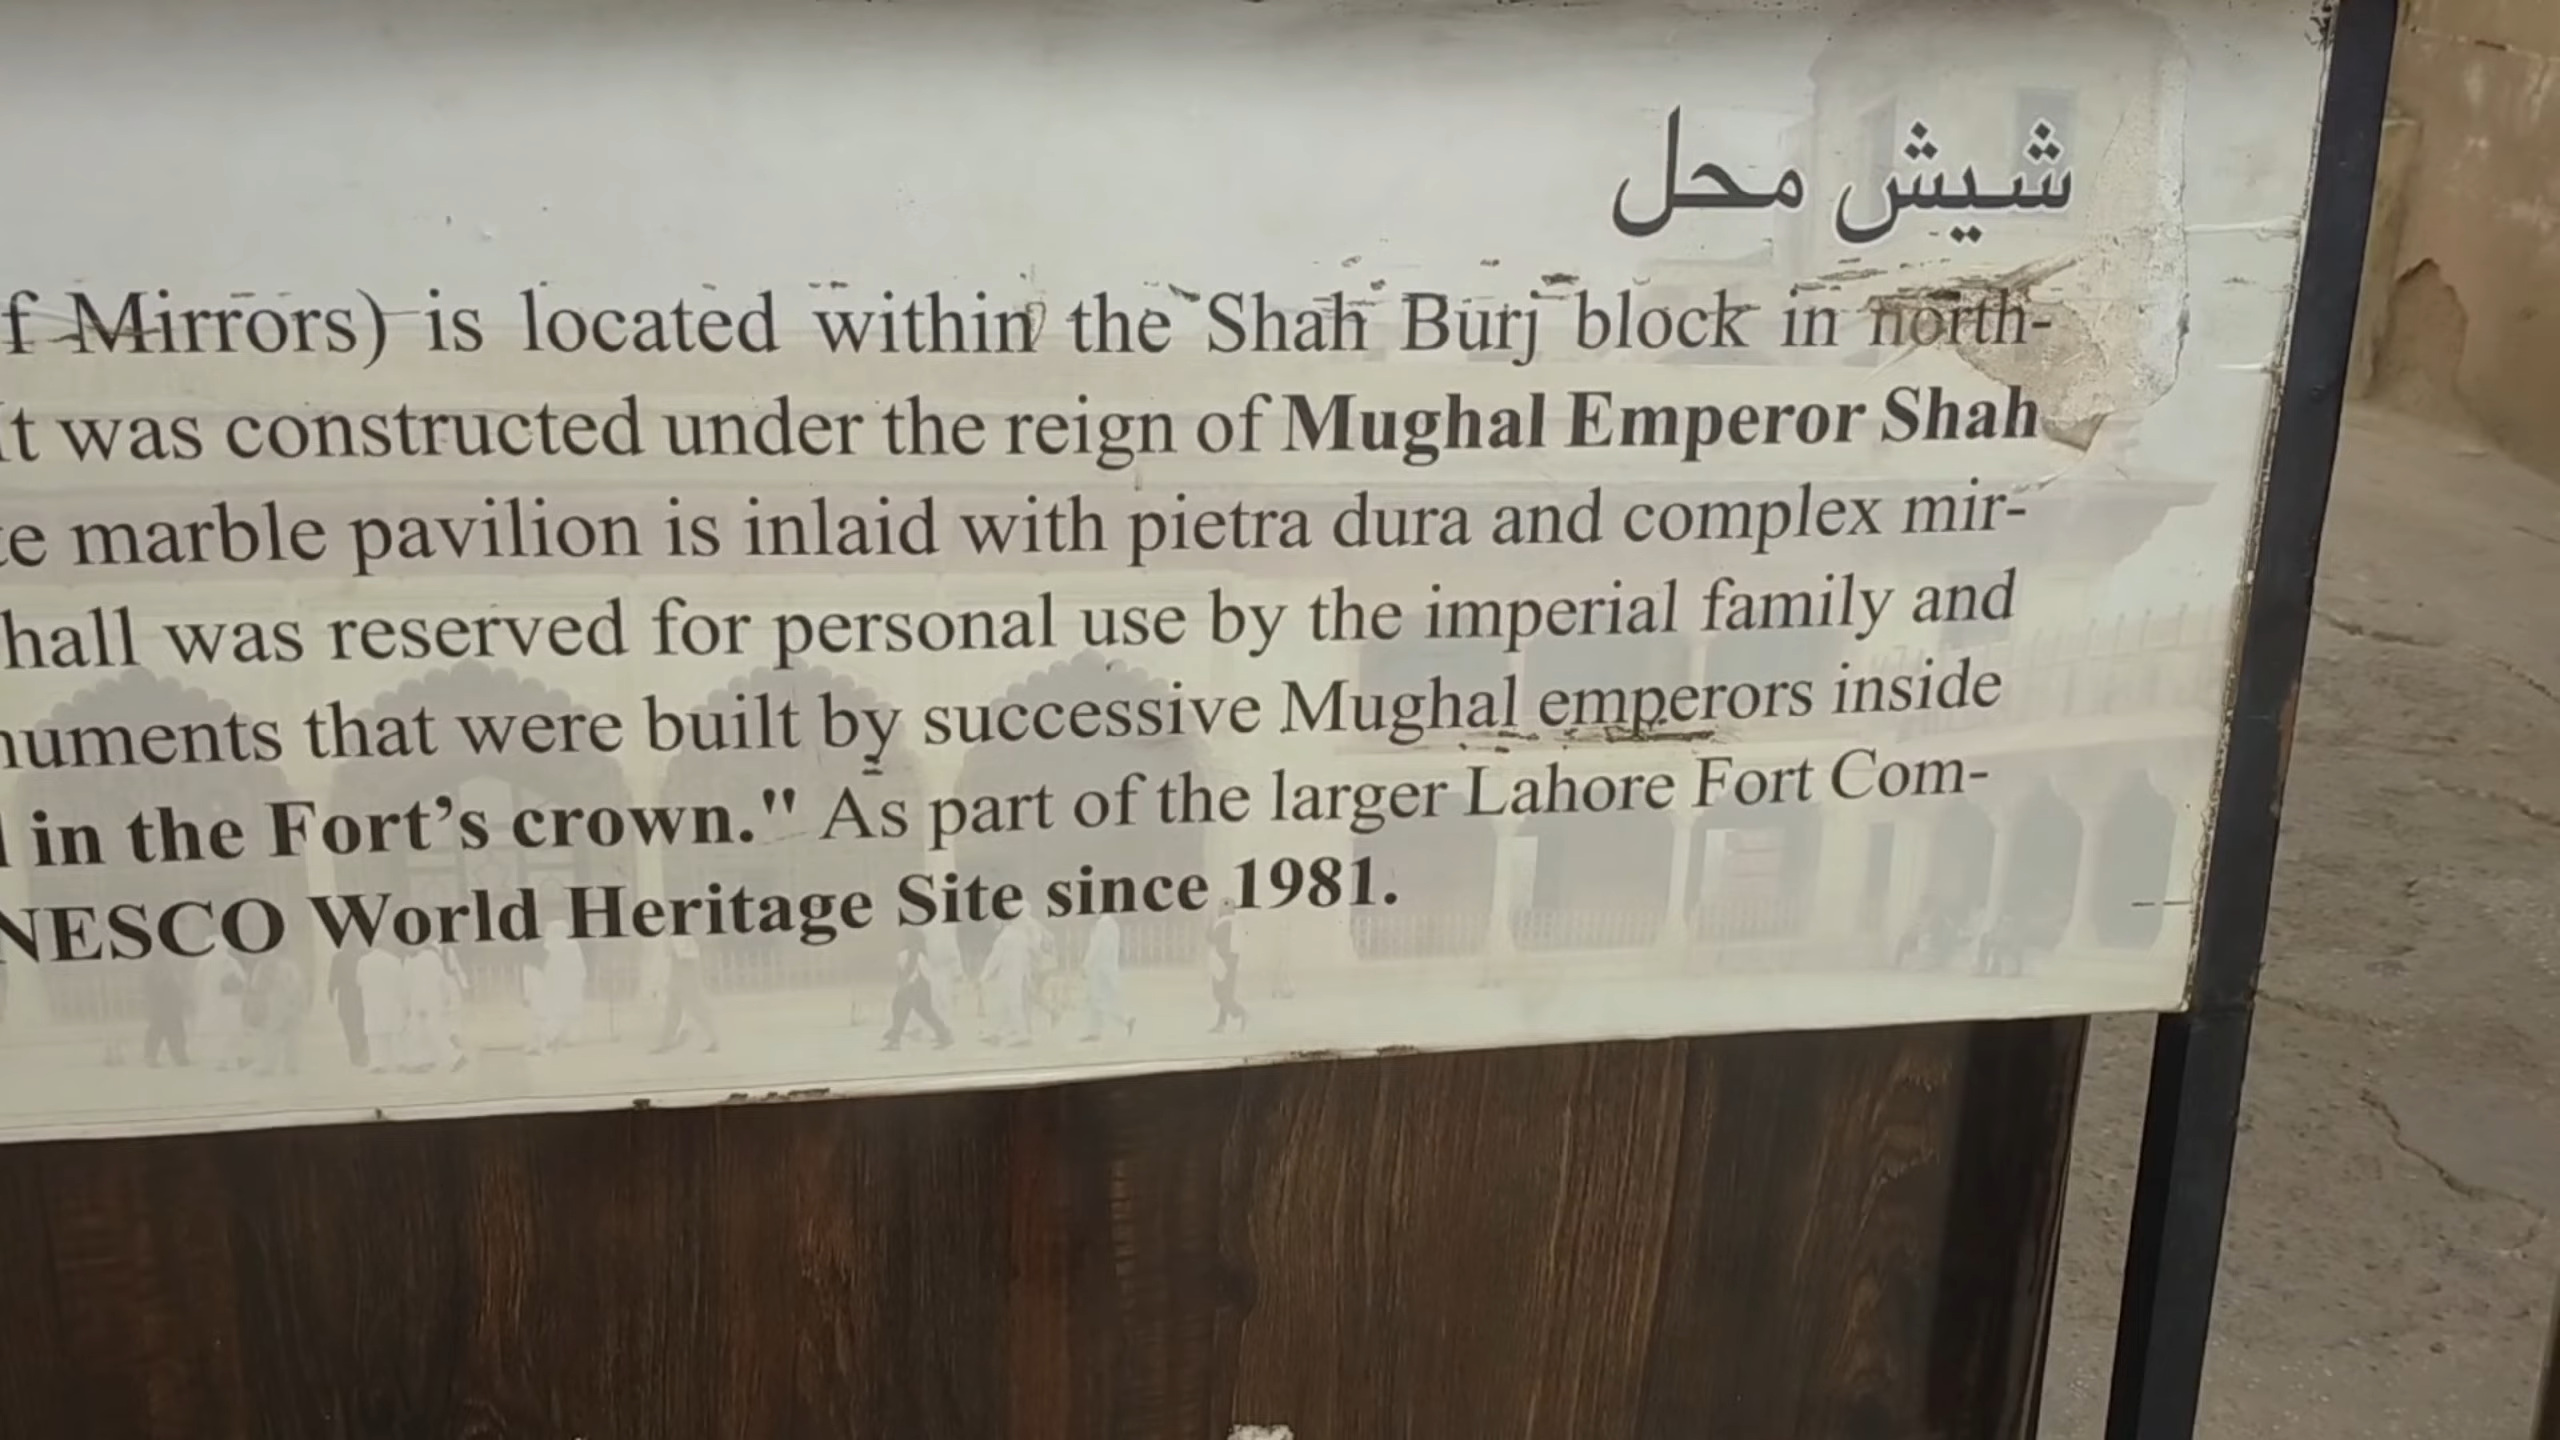 شیش محل
f Mirrors) is located within the Shah Burj block in north-
It was constructed under the reign of Mughal Emperor Shah
te marble pavilion is inlaid with pietra dura and complex mir-
hall was reserved for personal use by the imperial family and
numents that were built by successive Mughal emperors inside
in the Fort’s crown." As part of the larger Lahore Fort Com-
NESCO World Heritage Site since 1981.